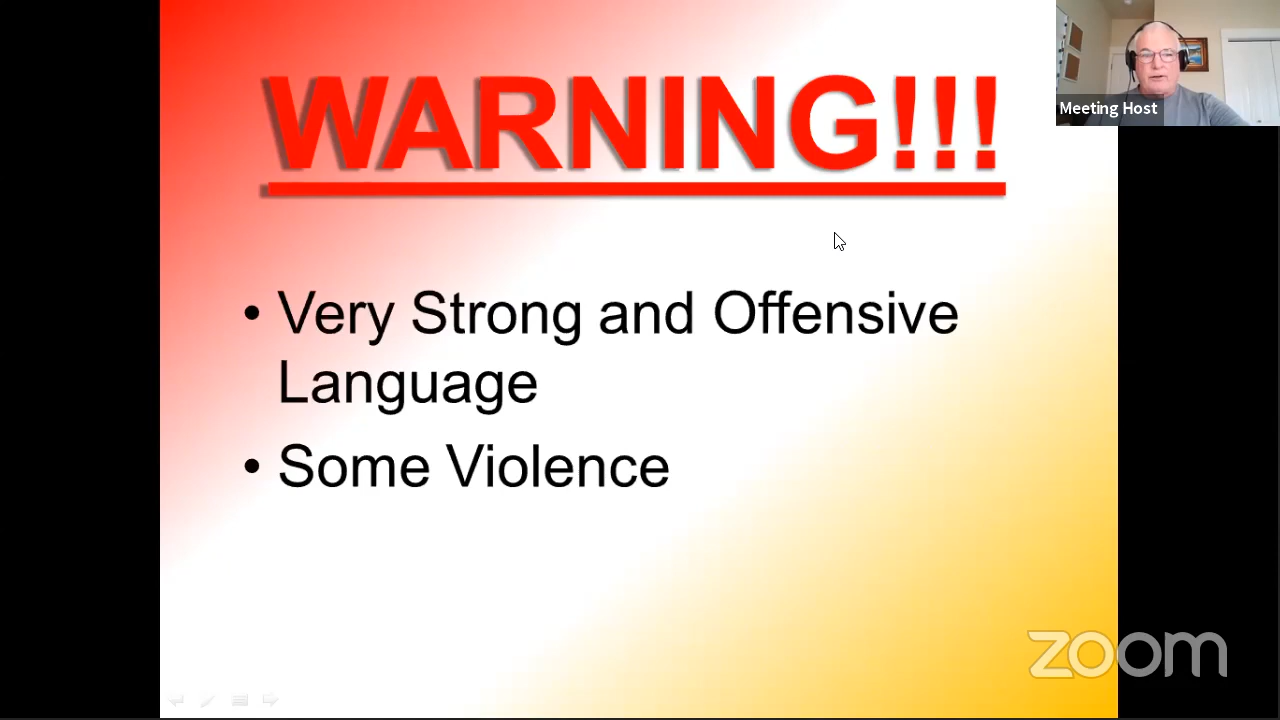 WARNING!!!
Meeting Host
• Very Strong and Offensive
Language
• Some Violence
zoom